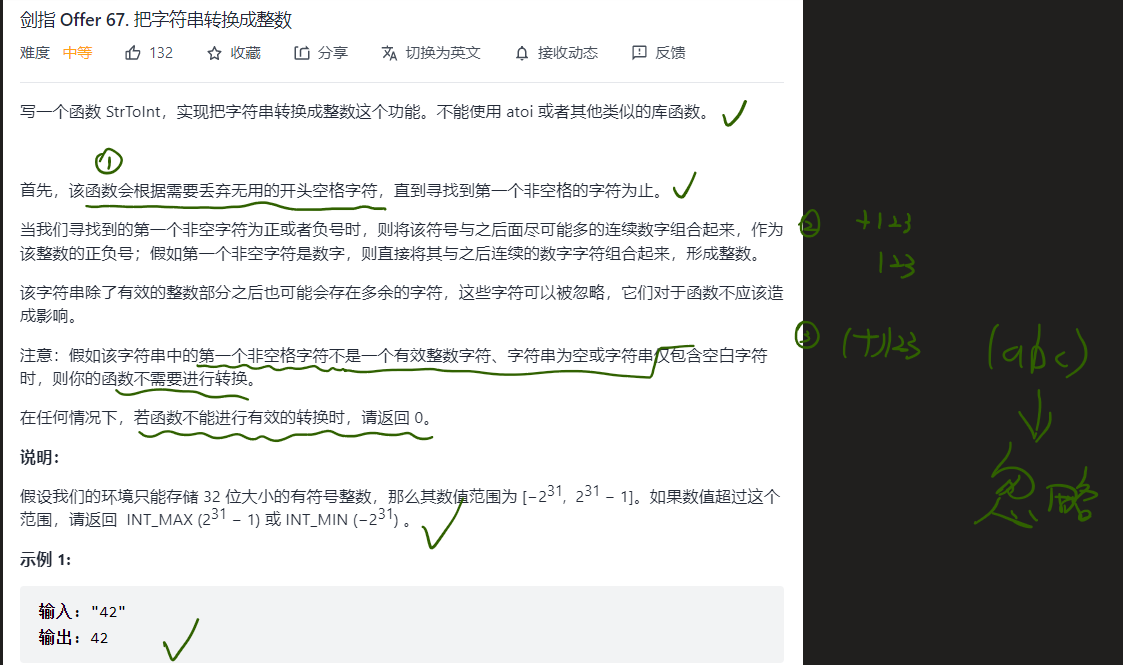 剑指 Offer 67. 把字符串转换成整数
难度 中等 132 收藏 分享 切换为英文 接收动态 反馈
写一个函数 StrToInt，实现把字符串转换成整数这个功能。不能使用 atoi 或者其他类似的库函数。
①
首先，该函数会根据需要丢弃无用的开头空格字符，直到寻找到第一个非空格的字符为止。
当我们寻找到的第一个非空字符为正或者负号时，则将该符号与之后面尽可能多的连续数字组合起来，作为
该整数的正负号；假如第一个非空字符是数字，则直接将其与之后连续的数字字符组合起来，形成整数。
② +123
123
该字符串除了有效的整数部分之后也可能会存在多余的字符，这些字符可以被忽略，它们对于函数不应该造
成影响。
③ (+)123 (abc)
忽略
注意：假如该字符串中的第一个非空格字符不是一个有效整数字符、字符串为空或字符串仅包含空白字符
时，则你的函数不需要进行转换。
在任何情况下，若函数不能进行有效的转换时，请返回 0。
说明：
假设我们的环境只能存储 32 位大小的有符号整数，那么其数值范围为 [−2³¹, 2³¹ − 1]。如果数值超过这个
范围，请返回 INT_MAX (2³¹ − 1) 或 INT_MIN (−2³¹) 。
示例 1:
输入: "42"
输出: 42